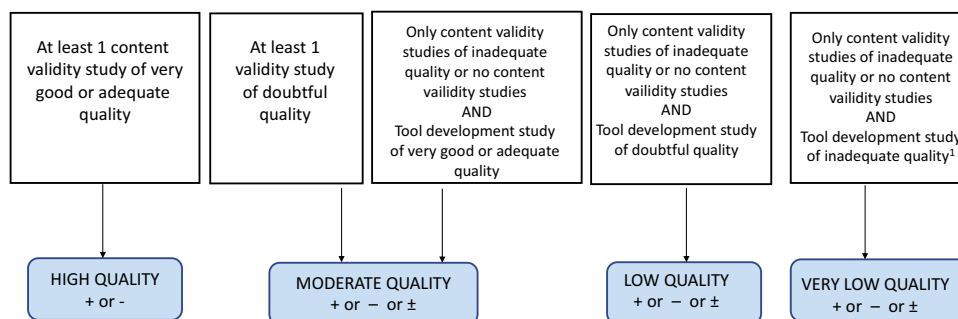 At least 1 content
validity study of very
good or adequate
quality
At least 1
validity study
of doubtful
quality
Only content validity
studies of inadequate
quality or no content
vailidity studies
AND
Tool development study
of very good or adequate
quality
Only content validity
studies of inadequate
quality or no content
vailidity studies
AND
Tool development study
of doubtful quality
Only content validity
studies of inadequate
quality or no content
vailidity studies
AND
Tool development study
of inadequate quality¹
HIGH QUALITY
+ or -
MODERATE QUALITY
+ or – or ±
LOW QUALITY
+ or – or ±
VERY LOW QUALITY
+ or – or ±